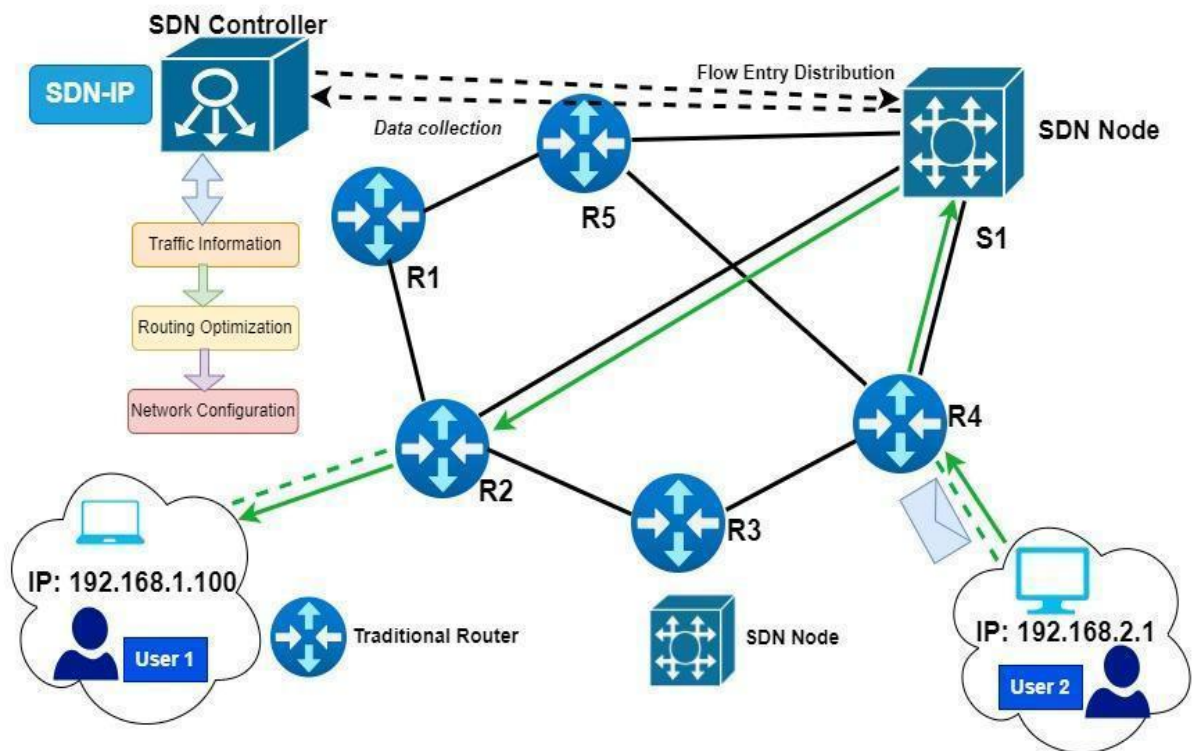 SDN Controller
SDN-IP
Flow Entry Distribution
Data collection
SDN Node
R5
S1
Traffic Information
R1
Routing Optimization
Network Configuration
R4
R2
R3
IP: 192.168.1.100
User 1
Traditional Router
SDN Node
IP: 192.168.2.1
User 2